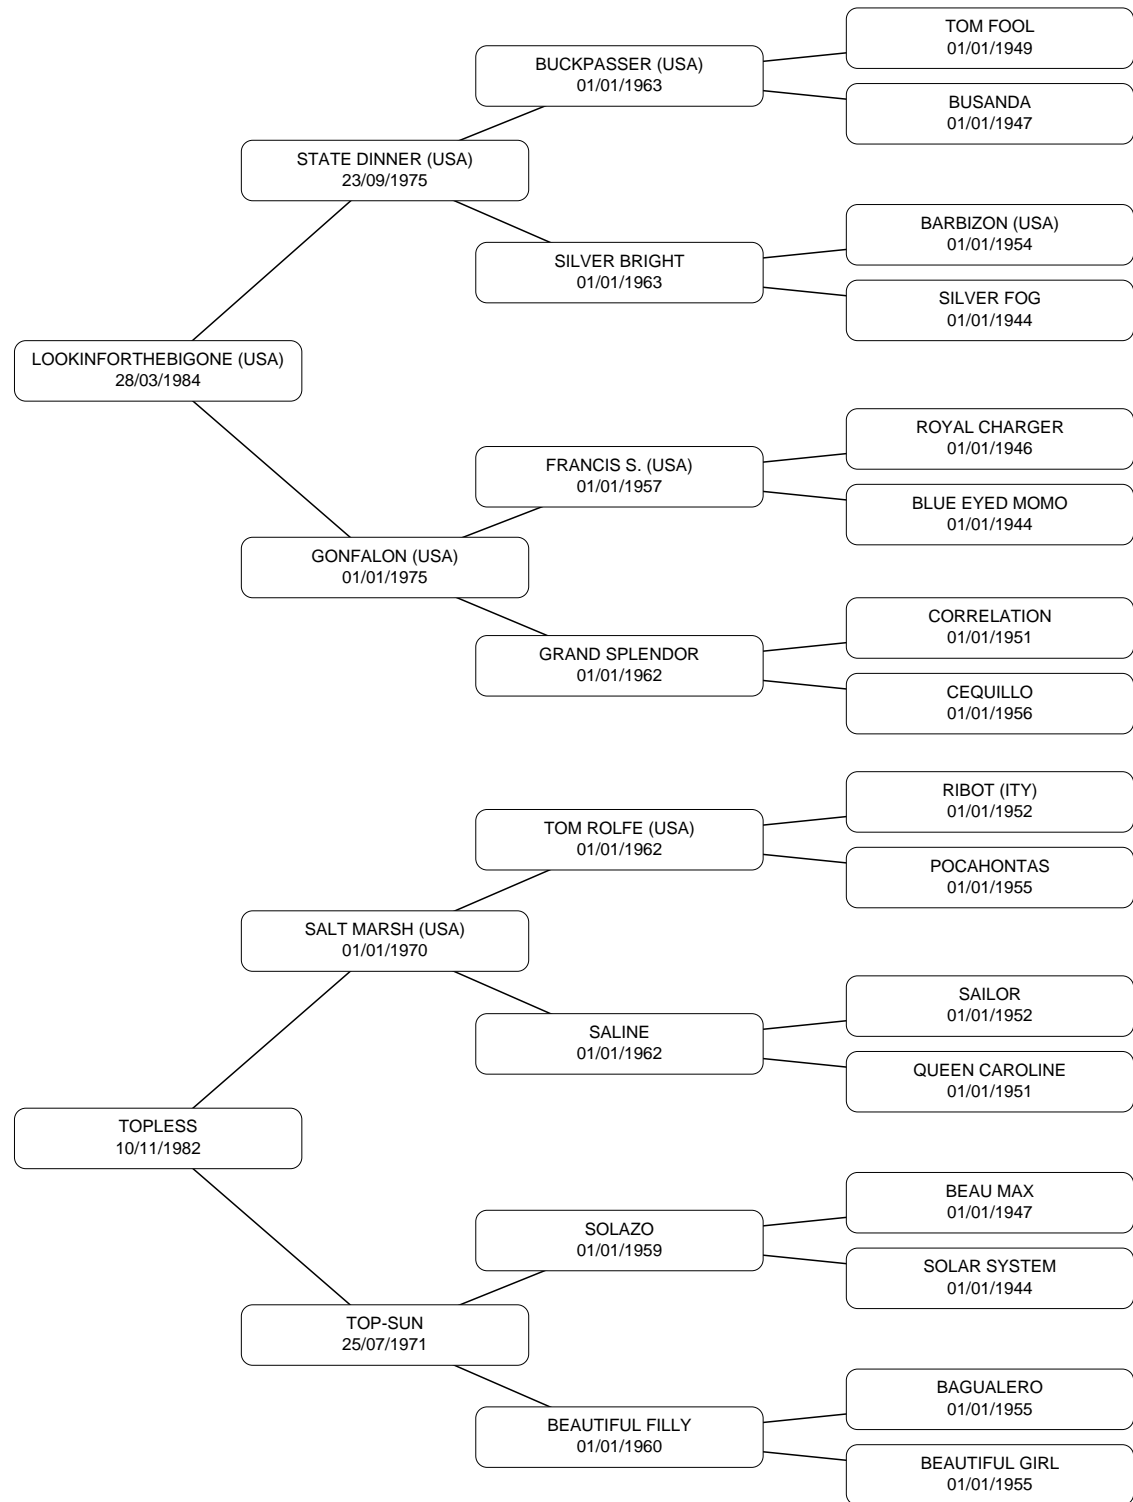 TOM FOOL
01/01/1949
BUCKPASSER (USA)
01/01/1963
BUSANDA
01/01/1947
STATE DINNER (USA)
23/09/1975
BARBIZON (USA)
01/01/1954
SILVER BRIGHT
01/01/1963
SILVER FOG
01/01/1944
LOOKINFORTHEBIGONE (USA)
28/03/1984
ROYAL CHARGER
01/01/1946
FRANCIS S. (USA)
01/01/1957
BLUE EYED MOMO
01/01/1944
GONFALON (USA)
01/01/1975
CORRELATION
01/01/1951
GRAND SPLENDOR
01/01/1962
CEQUILLO
01/01/1956
RIBOT (ITY)
01/01/1952
TOM ROLFE (USA)
01/01/1962
POCAHONTAS
01/01/1955
SALT MARSH (USA)
01/01/1970
SAILOR
01/01/1952
SALINE
01/01/1962
QUEEN CAROLINE
01/01/1951
TOPLESS
10/11/1982
BEAU MAX
01/01/1947
SOLAZO
01/01/1959
SOLAR SYSTEM
01/01/1944
TOP-SUN
25/07/1971
BAGUALERO
01/01/1955
BEAUTIFUL FILLY
01/01/1960
BEAUTIFUL GIRL
01/01/1955